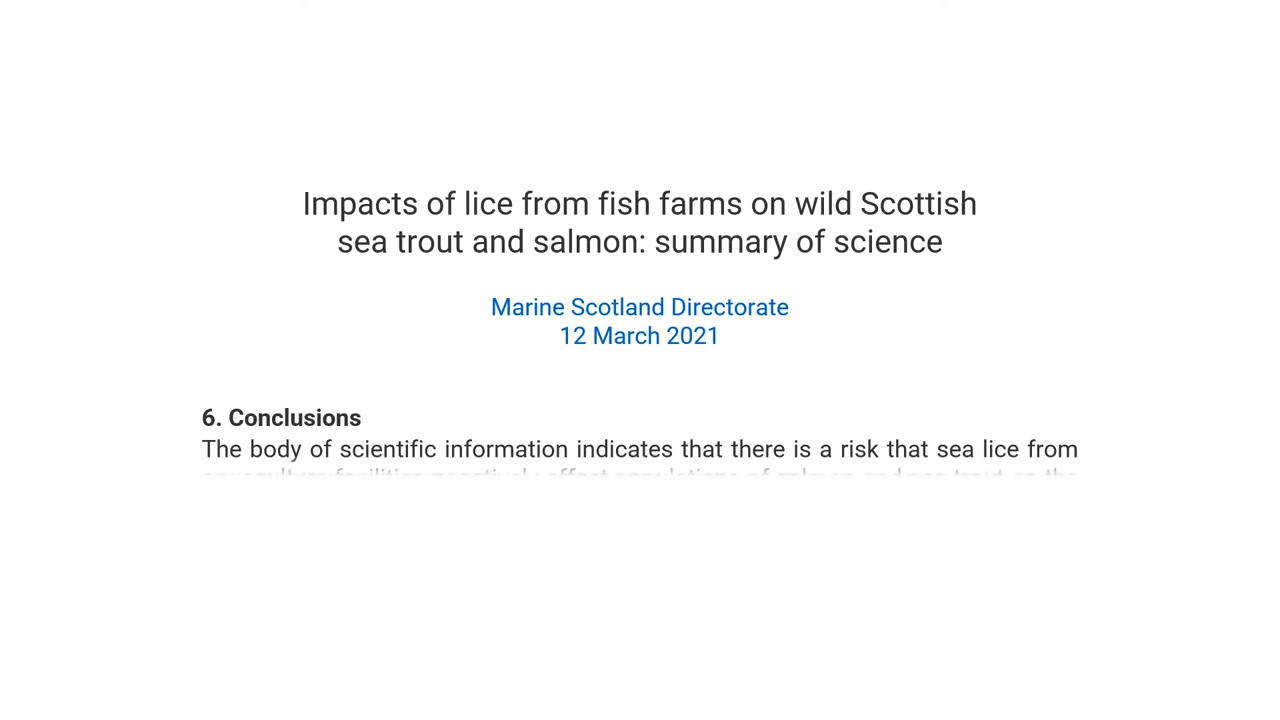 Impacts of lice from fish farms on wild Scottish
sea trout and salmon: summary of science
Marine Scotland Directorate
12 March 2021
6. Conclusions
The body of scientific information indicates that there is a risk that sea lice from